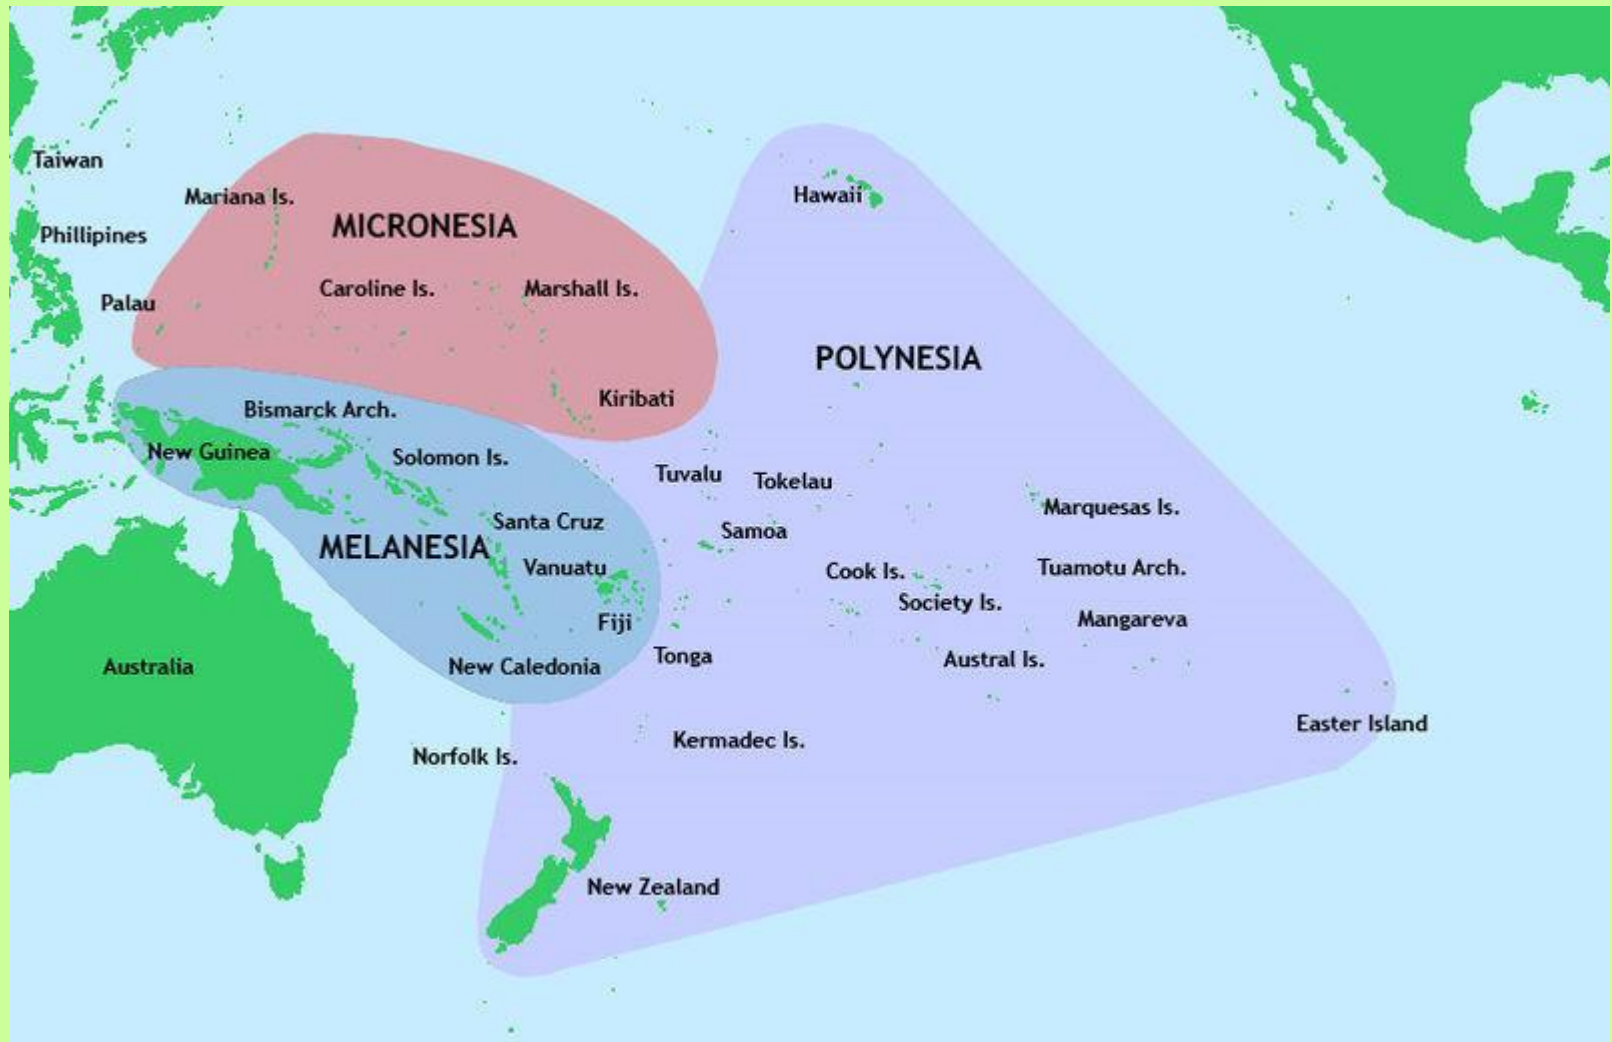 Taiwan
Mariana Is.
Hawaii
MICRONESIA
Phillipines
Caroline Is.
Marshall Is.
Palau
POLYNESIA
Kiribati
Bismarck Arch.
New Guinea
Solomon Is.
Tuvalu
Tokelau
Marquesas Is.
Santa Cruz
Samoa
MELANESIA
Vanuatu
Cook Is.
Tuamotu Arch.
Society Is.
Fiji
Mangareva
Tonga
Austral Is.
Australia
New Caledonia
Easter Island
Kermadec Is.
Norfolk Is.
New Zealand